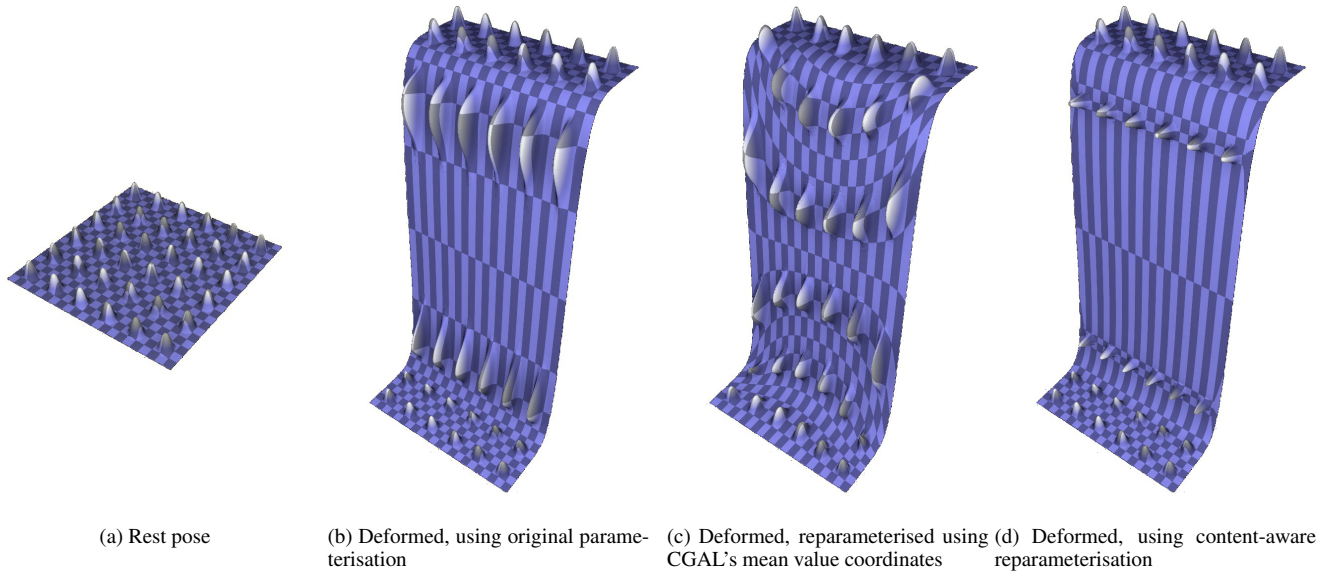 (a) Rest pose
(b) Deformed, using original parame-
terisation
(c) Deformed, reparameterised using
CGAL's mean value coordinates
(d) Deformed, using content-aware
reparameterisation